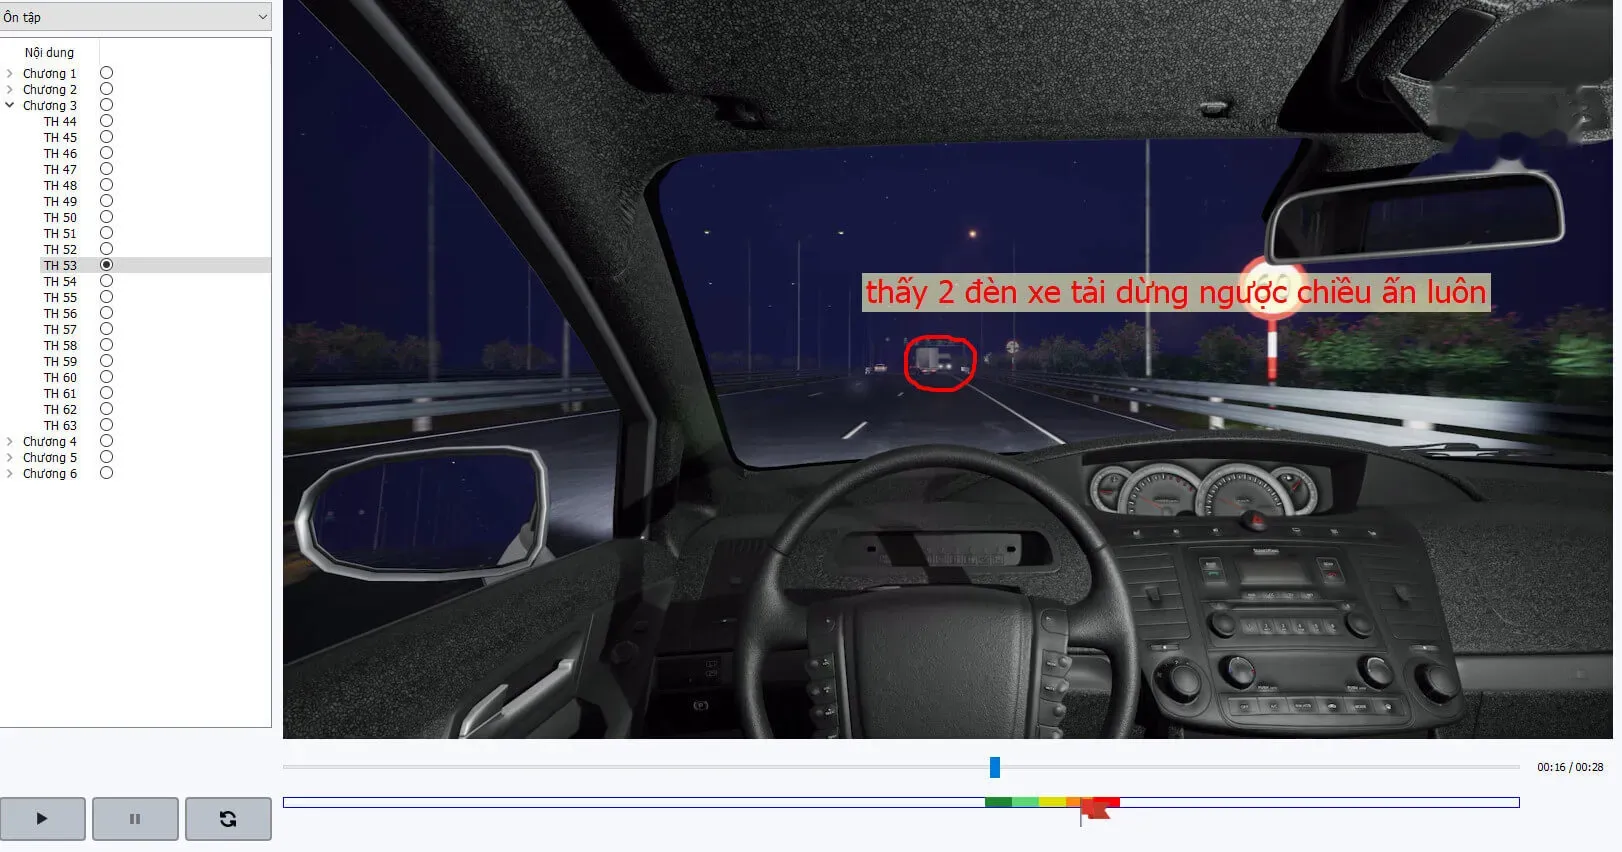 Ôn tập
Nội dung
Chương 1
Chương 2
Chương 3
TH 44
TH 45
TH 46
TH 47
TH 48
TH 49
TH 50
TH 51
TH 52
TH 53
TH 54
TH 55
TH 56
TH 57
TH 58
TH 59
TH 60
TH 61
TH 62
TH 63
Chương 4
Chương 5
Chương 6
thấy 2 đèn xe tải dừng ngược chiều ấn luôn
00:16 / 00:28